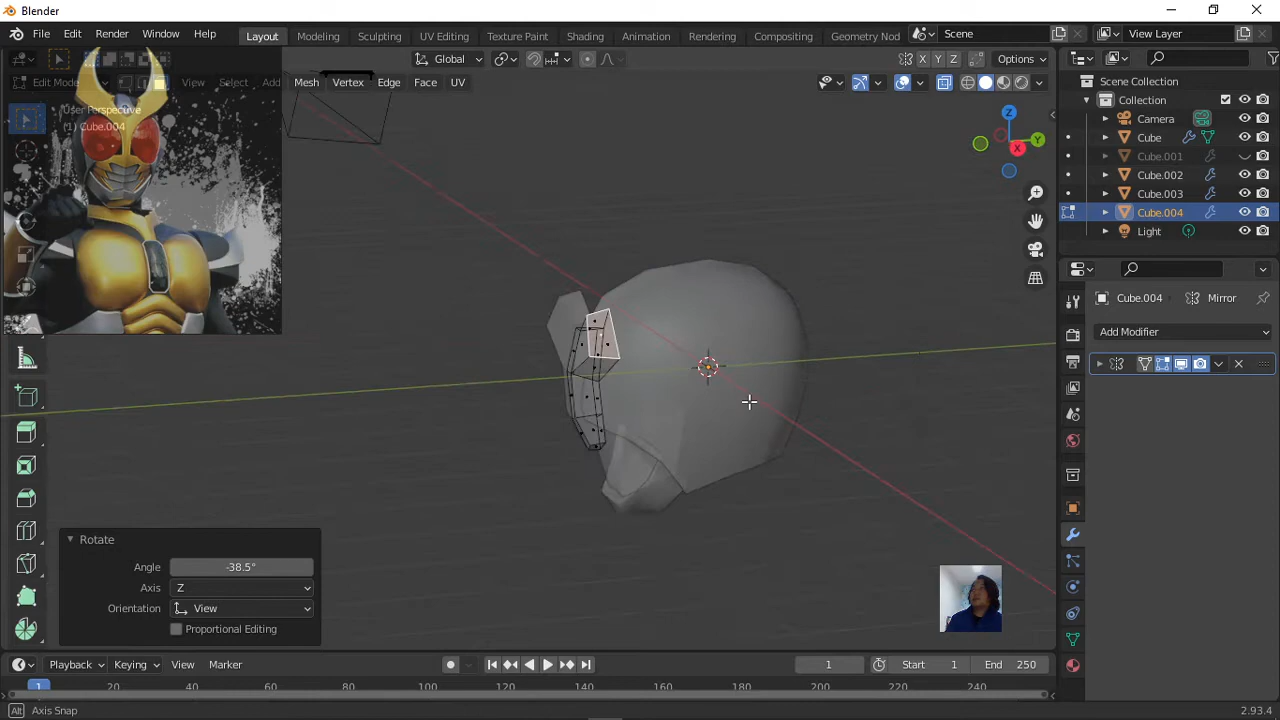 Blender
File Edit Render Window Help Layout Modeling Sculpting UV Editing Texture Paint Shading Animation Rendering Compositing Geometry Nod Scene View Layer
Global X Y Z Options
Edit Mode View Select Add Mesh Vertex Edge Face UV
User Perspective
(1) Cube.004
Z
Y
X
Scene Collection
Collection
Camera
Cube
Cube.001
Cube.002
Cube.003
Cube.004
Light
Cube.004 Mirror
Add Modifier
Rotate
Angle -38.5°
Axis Z
Orientation View
Proportional Editing
Playback Keying View Marker 1 Start 1 End 250
1 20 40 60 80 100 120 140 160 180 200 220 240
Alt Axis Snap 2.93.4